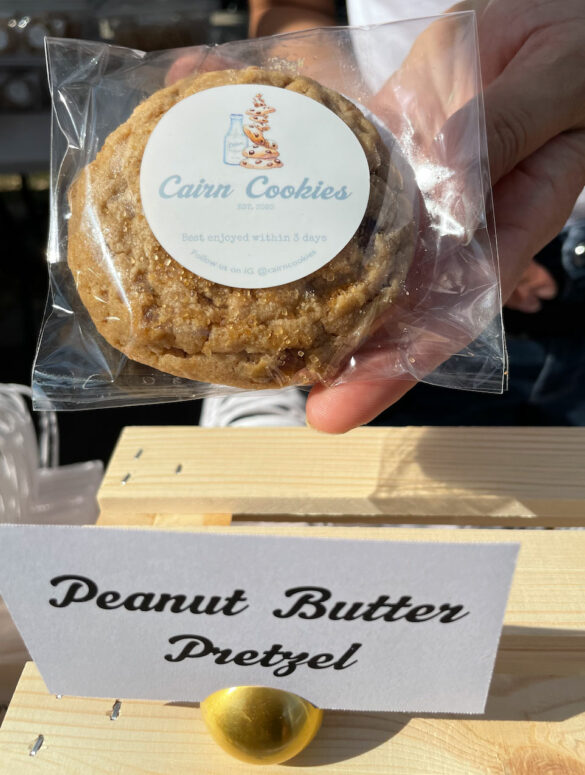 Cairn Cookies
EST. 2020
Best enjoyed within 3 days
Follow us on IG @cairncookies
Peanut Butter
Pretzel